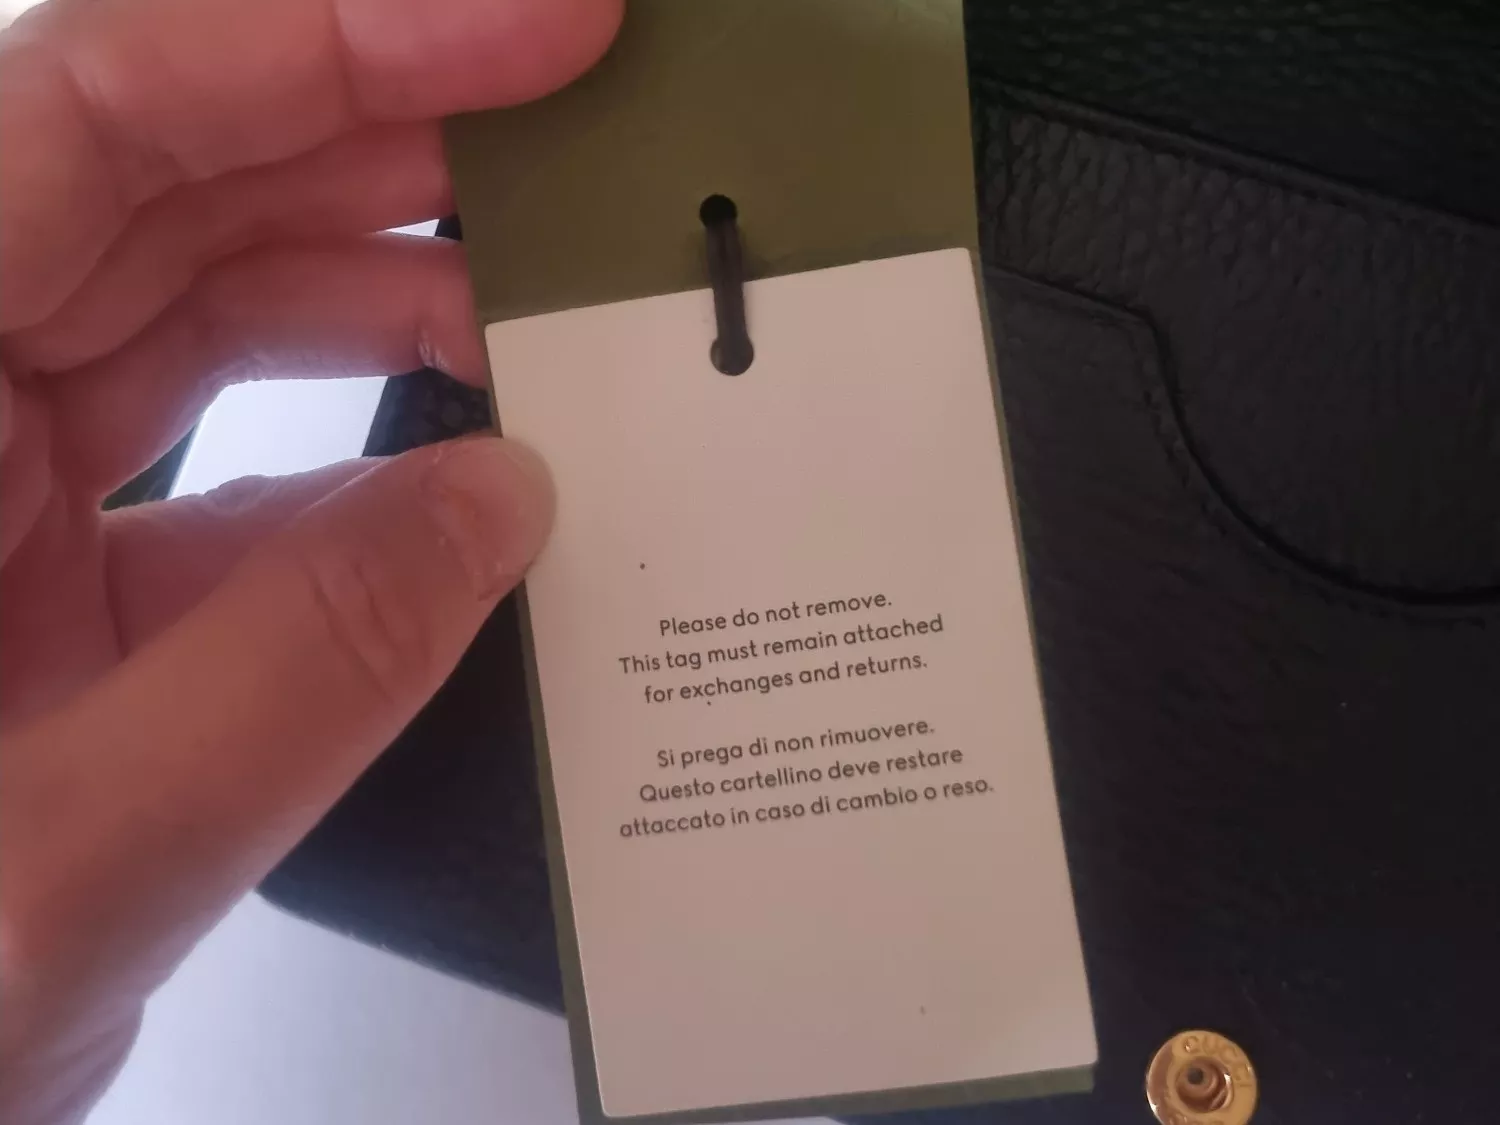 Please do not remove.
This tag must remain attached
for exchanges and returns.
Si prega di non rimuovere.
Questo cartellino deve restare
attaccato in caso di cambio o reso.
GUCCI